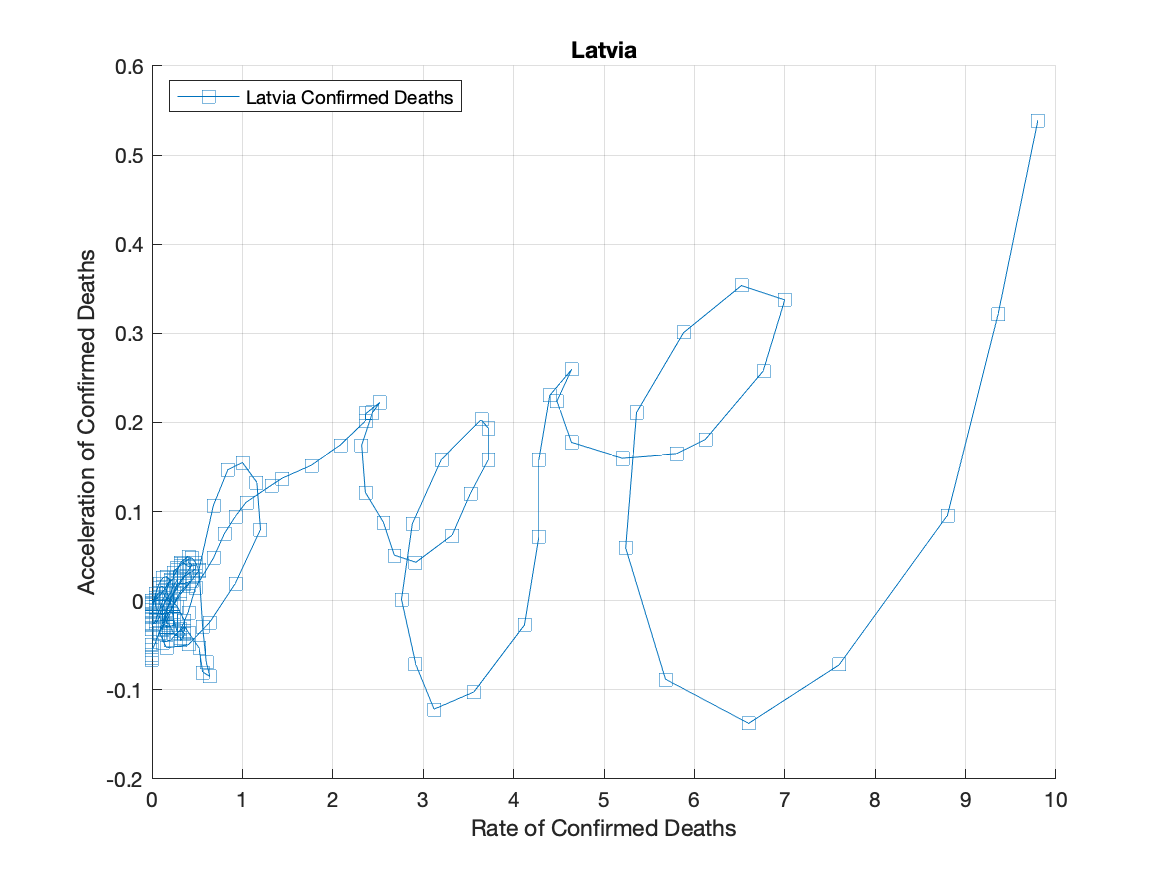 Latvia
Latvia Confirmed Deaths
0.6
0.5
0.4
0.3
0.2
0.1
0
-0.1
-0.2
Acceleration of Confirmed Deaths
0 1 2 3 4 5 6 7 8 9 10
Rate of Confirmed Deaths